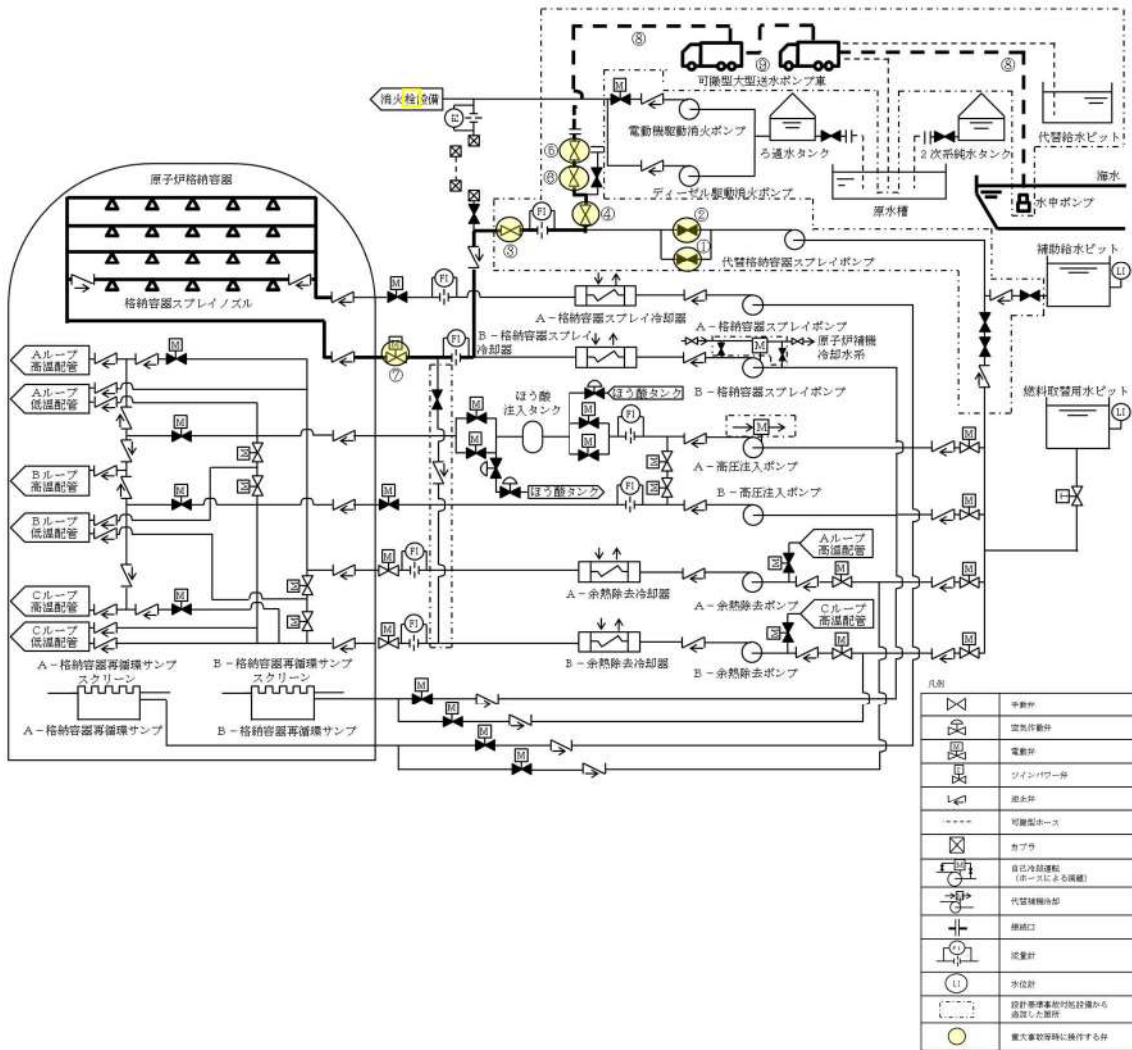 ⑧
⑨
⑧
可搬型大型送水ポンプ車
消火栓設備
M
FI
電動機駆動消火ポンプ
ろ過水タンク
2次系純水タンク
代替給水ピット
⑥
⑥
ディーゼル駆動消火ポンプ
原水槽
海水
水中ポンプ
原子炉格納容器
③
FI
④
②
①
代替格納容器スプレイポンプ
補助給水ピット
LI
格納容器スプレイノズル
M
FI
A-格納容器スプレイ冷却器
A-格納容器スプレイポンプ
B-格納容器スプレイ
冷却器
原子炉補機
冷却水系
M
M
FI
⑦
B-格納容器スプレイポンプ
Aループ
高温配管
M
Aループ
低温配管
ほう酸
注入タンク
ほう酸タンク
燃料取替用水ピット
LI
M
M
M
M
M
FI
M
M
A-高圧注入ポンプ
Bループ
高温配管
M
M
M
M
ほう酸タンク
B-高圧注入ポンプ
Bループ
低温配管
M
M
FI
M
Aループ
高温配管
M
FI
M
M
M
A-余熱除去冷却器
A-余熱除去ポンプ
Cループ
高温配管
M
M
M
Cループ
高温配管
Cループ
低温配管
M
FI
M
M
M
B-余熱除去冷却器
B-余熱除去ポンプ
A-格納容器再循環サンプ
スクリーン
B-格納容器再循環サンプ
スクリーン
A-格納容器再循環サンプ
B-格納容器再循環サンプ
M
M
M
M
凡例
手動弁
空気作動弁
M
電動弁
ツインパワー弁
逆止弁
可搬型ホース
カプラ
M
自己冷却運転
(ホースによる接続)
M
代替補機冷却
接続口
FI
流量計
LI
水位計
設計基準事故対処設備から
追加した箇所
重大事故等時に操作する弁